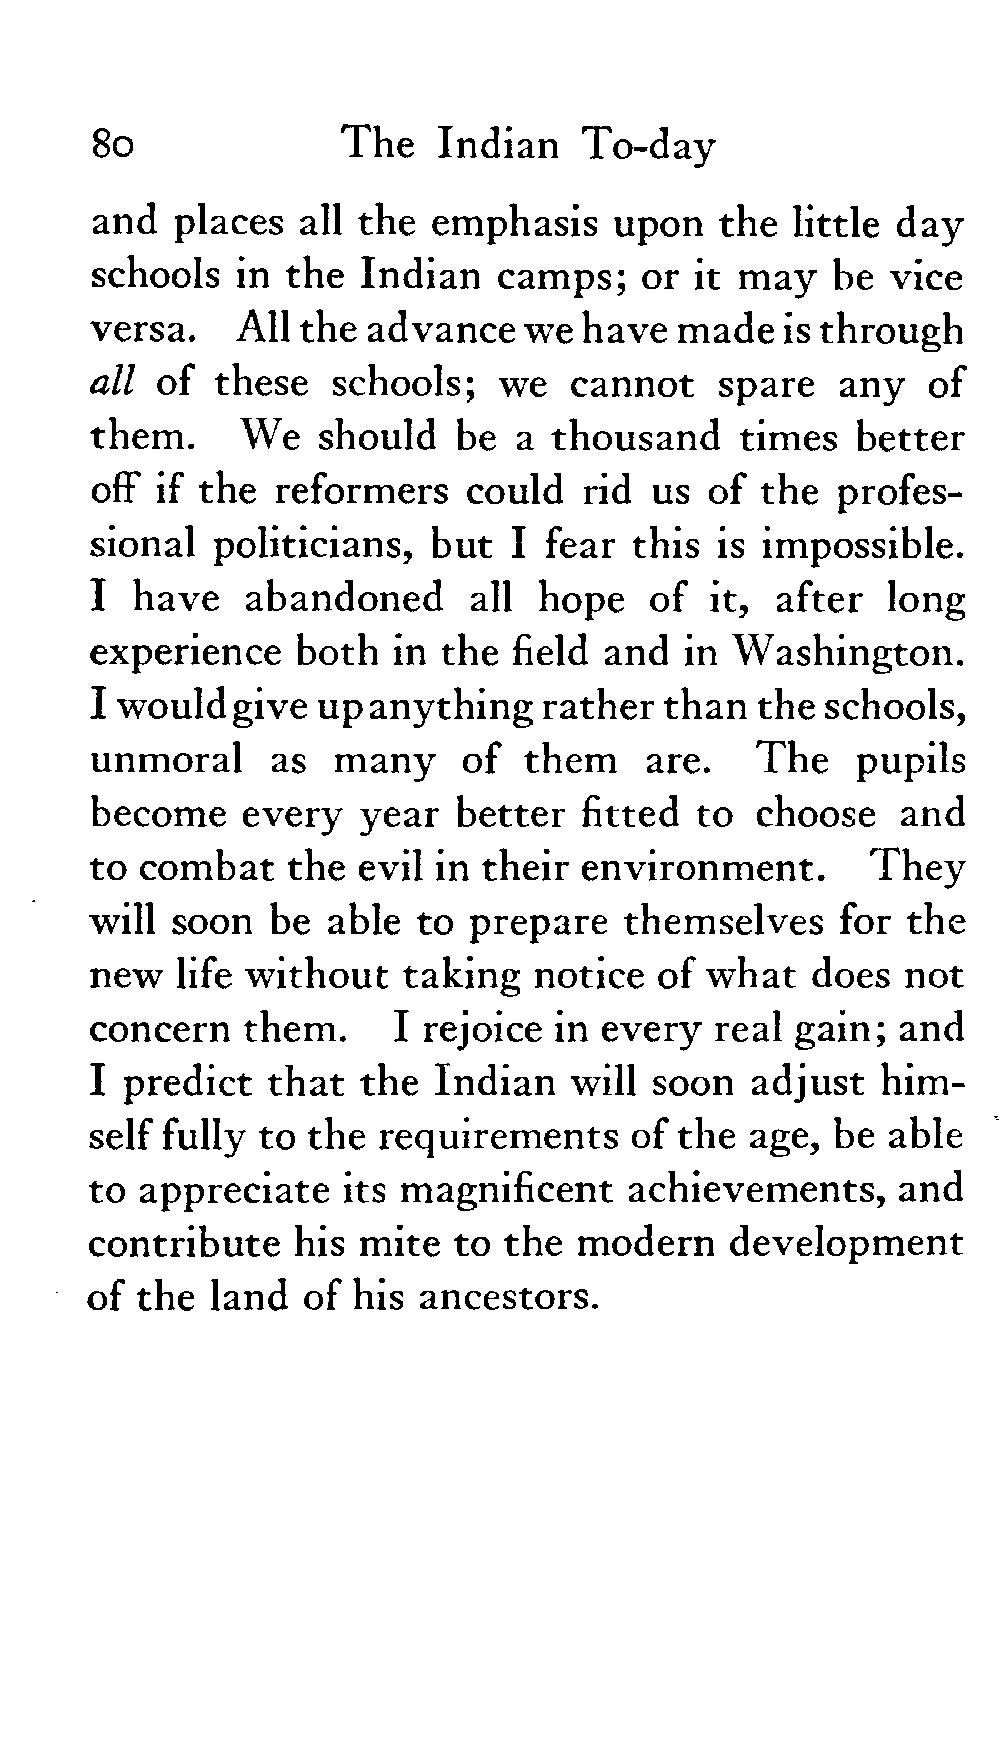 80 The Indian To-day
and places all the emphasis upon the little day
schools in the Indian camps; or it may be vice
versa. All the advance we have made is through
all of these schools; we cannot spare any of
them. We should be a thousand times better
off if the reformers could rid us of the profes-
sional politicians, but I fear this is impossible.
I have abandoned all hope of it, after long
experience both in the field and in Washington.
I would give up anything rather than the schools,
unmoral as many of them are. The pupils
become every year better fitted to choose and
to combat the evil in their environment. They
will soon be able to prepare themselves for the
new life without taking notice of what does not
concern them. I rejoice in every real gain; and
I predict that the Indian will soon adjust him-
self fully to the requirements of the age, be able
to appreciate its magnificent achievements, and
contribute his mite to the modern development
of the land of his ancestors.